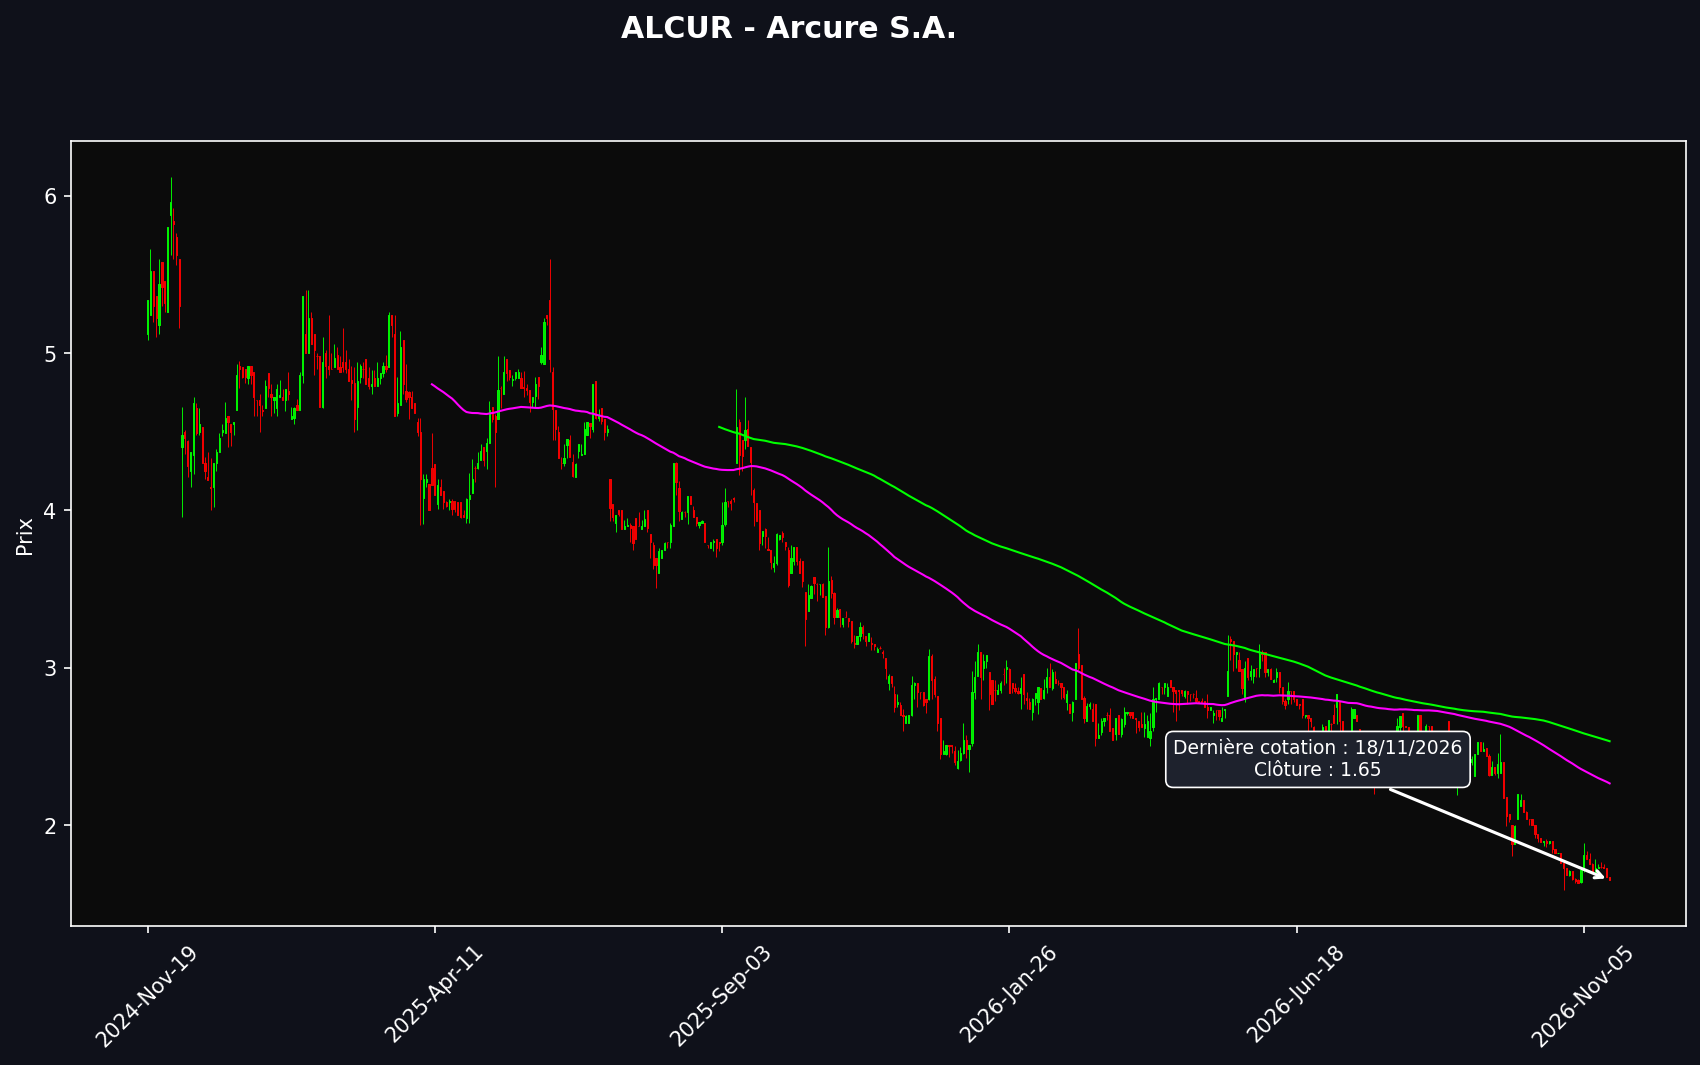 ALCUR - Arcure S.A.
Prix
6
5
4
3
2
Dernière cotation : 18/11/2026
Clôture : 1.65
2024-Nov-19
2025-Apr-11
2025-Sep-03
2026-Jan-26
2026-Jun-18
2026-Nov-05